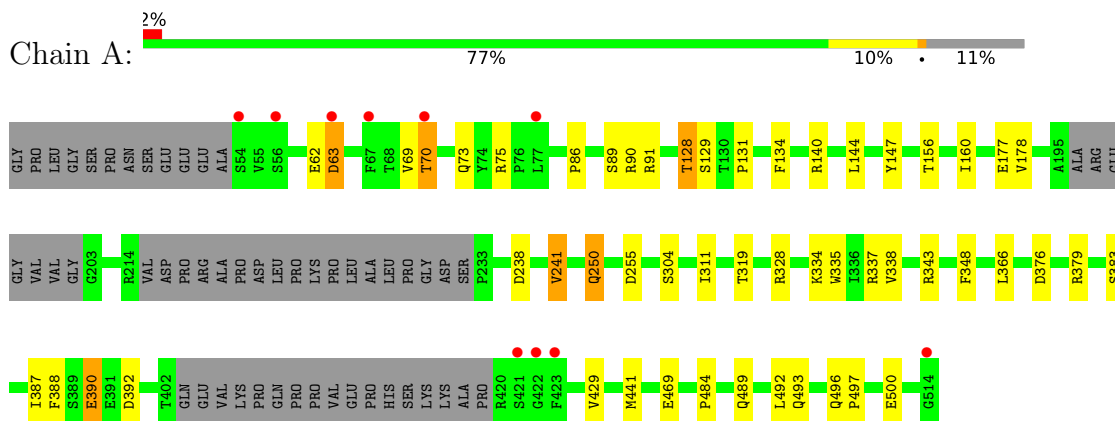 2%
Chain A:
77% 10% • 11%
GLY PRO LEU GLY SER PRO ASN SER GLU GLU GLU ALA S54 V55 S56 E62 D63 F67 T68 V69 T70 Q73 Y74 R75 P76 L77 P86 S89 R90 R91 T128 S129 T130 P131 F134 R140 L144 Y147 T156 I160 E177 V178 A195 ALA ARG GLU
GLY VAL VAL GLY G203 R214 VAL ASP PRO ARG ALA PRO ASP LEU PRO LYS PRO LEU ALA LEU PRO GLY ASP SER P233 D238 V241 Q250 D255 S304 I311 T319 R328 K334 W335 I336 R337 V338 R343 F348 L366 D376 R379 S383
I387 F388 S389 E390 E391 D392 T402 GLN GLU VAL LYS PRO GLN PRO PRO VAL GLU PRO HIS SER LYS LYS ALA PRO R420 S421 G422 F423 V429 M441 E469 P484 Q489 L492 Q493 Q496 P497 E500 G514